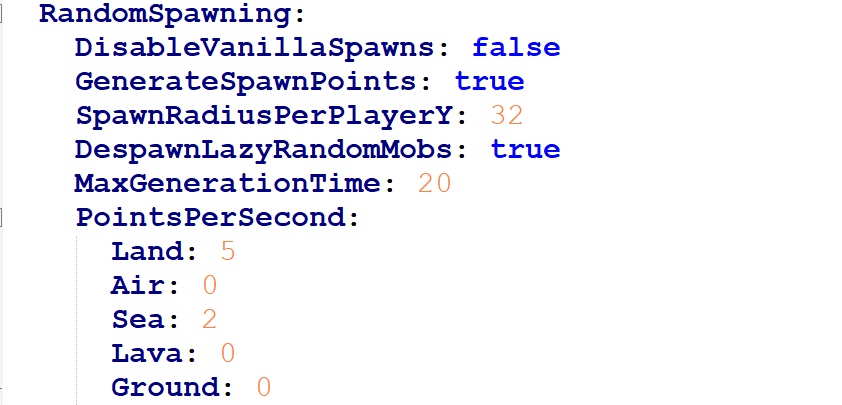 RandomSpawning:
DisableVanillaSpawns: false
GenerateSpawnPoints: true
SpawnRadiusPerPlayerY: 32
DespawnLazyRandomMobs: true
MaxGenerationTime: 20
PointsPerSecond:
Land: 5
Air: 0
Sea: 2
Lava: 0
Ground: 0